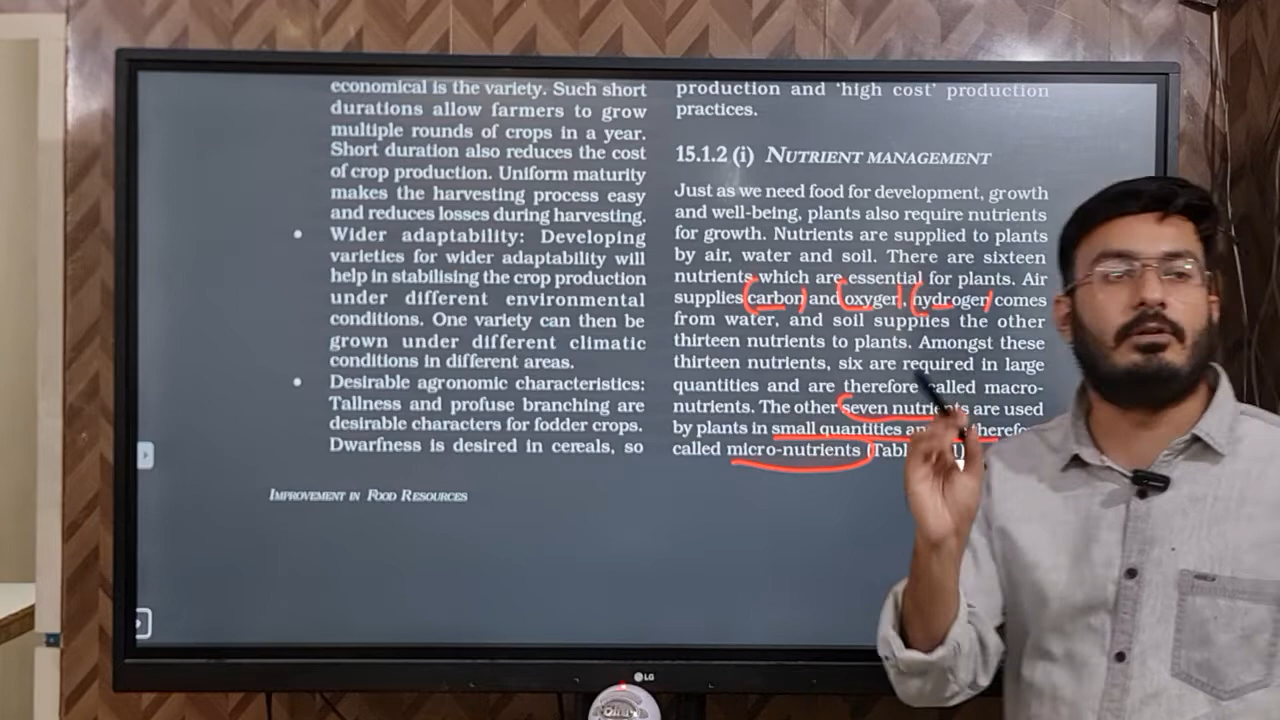 economical is the variety. Such short
durations allow farmers to grow
multiple rounds of crops in a year.
Short duration also reduces the cost
of crop production. Uniform maturity
makes the harvesting process easy
and reduces losses during harvesting.
• Wider adaptability: Developing
varieties for wider adaptability will
help in stabilising the crop production
under different environmental
conditions. One variety can then be
grown under different climatic
conditions in different areas.
• Desirable agronomic characteristics:
Tallness and profuse branching are
desirable characters for fodder crops.
Dwarfness is desired in cereals, so
IMPROVEMENT IN FOOD RESOURCES
production and ‘high cost’ production
practices.
15.1.2 (i) NUTRIENT MANAGEMENT
Just as we need food for development, growth
and well-being, plants also require nutrients
for growth. Nutrients are supplied to plants
by air, water and soil. There are sixteen
nutrients which are essential for plants. Air
supplies carbon and oxygen, hydrogen comes
from water, and soil supplies the other
thirteen nutrients to plants. Amongst these
thirteen nutrients, six are required in large
quantities and are therefore called macro-
nutrients. The other seven nutrients are used
by plants in small quantities
called micro-nutrients
LG